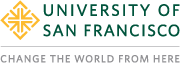 UNIVERSITY OF
SAN FRANCISCO
CHANGE THE WORLD FROM HERE